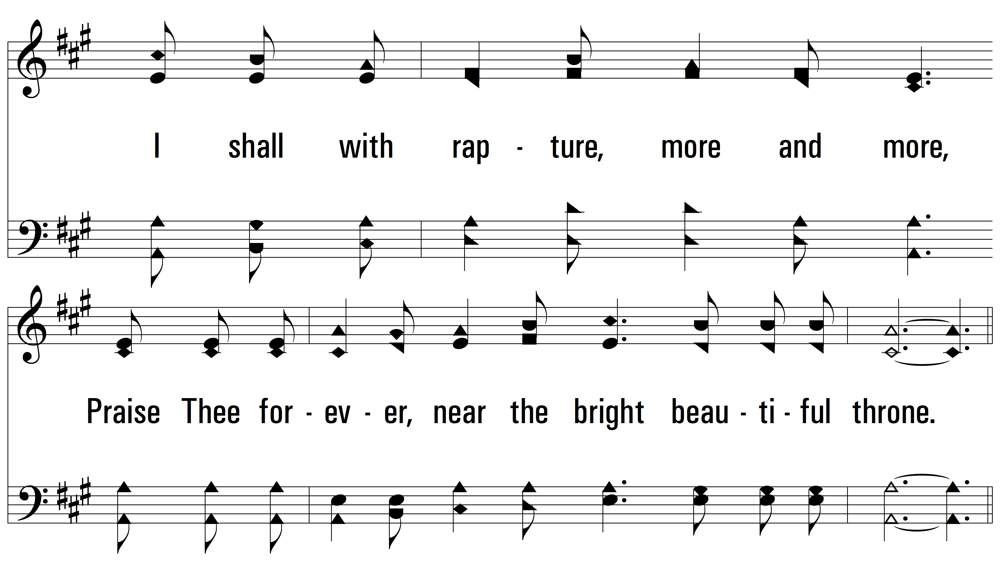 I shall with rap - ture, more and more,
Praise Thee for - ev - er, near the bright beau - ti - ful throne.